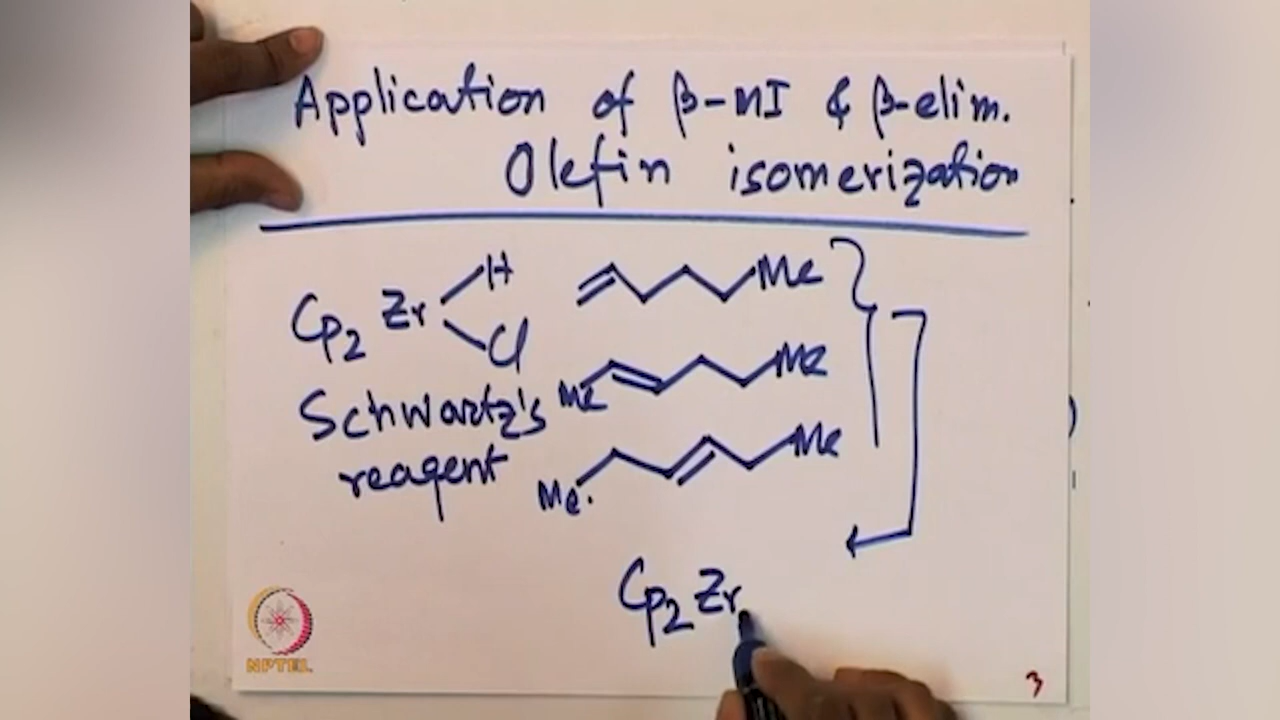 Application of β-MI & β-elim.
Olefin isomerization
Cp2 Zr H Cl
Me
Me Me
Me. Me
Schwartz's
reagent
Cp2 Zr
NPTEL
3